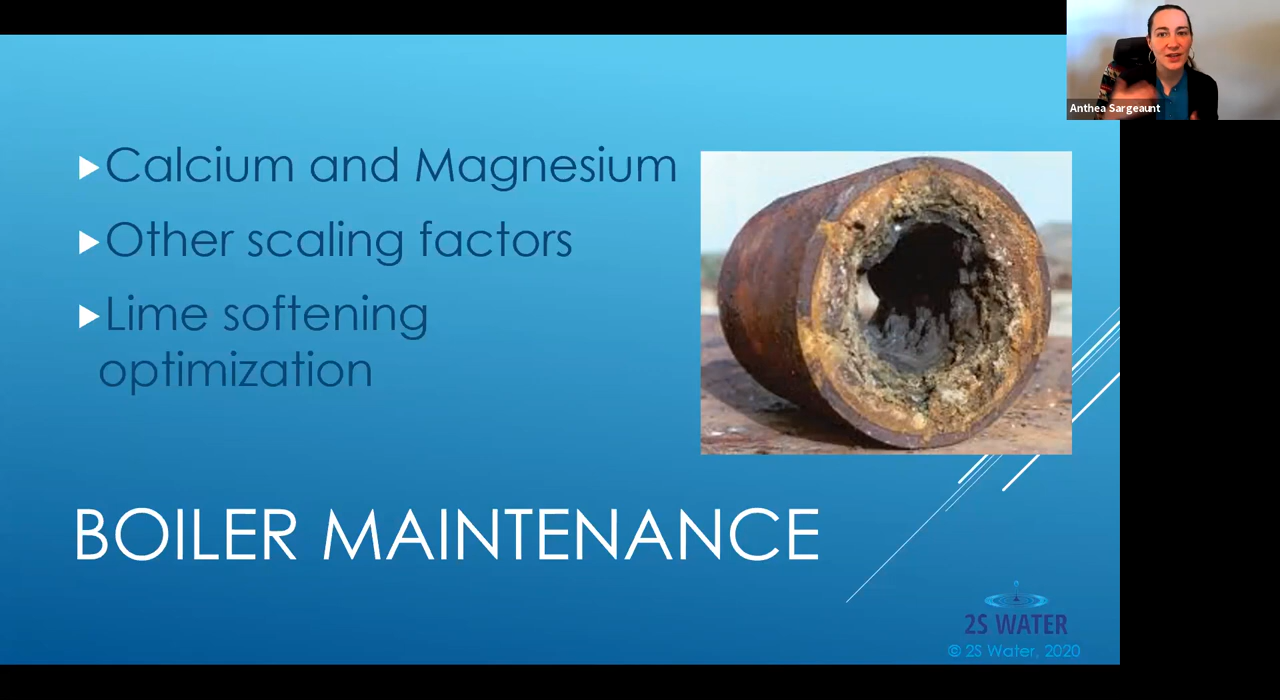 Anthea Sargeaunt
Calcium and Magnesium
Other scaling factors
Lime softening
optimization
BOILER MAINTENANCE
2S WATER
© 2S Water, 2020